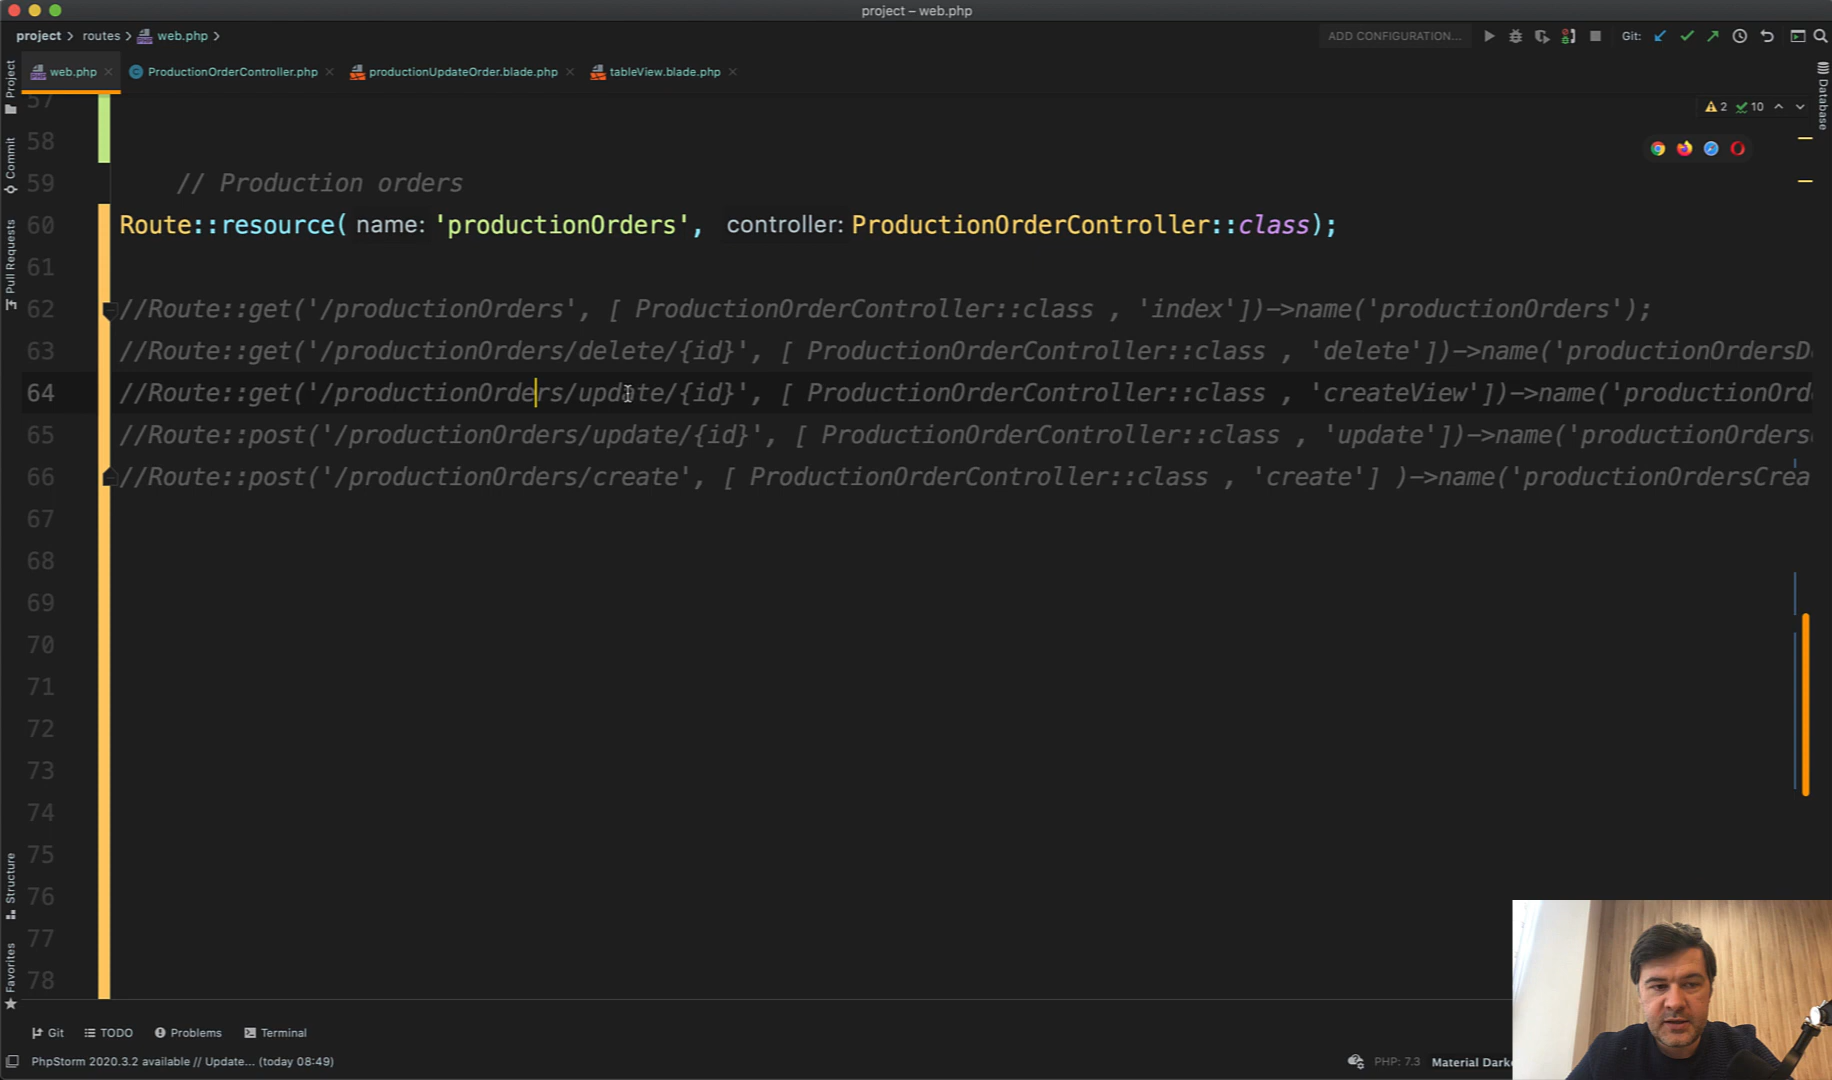 project – web.php
project > routes > web.php >
ADD CONFIGURATION...
Git:
web.php
ProductionOrderController.php
productionUpdateOrder.blade.php
tableView.blade.php
Project
Commit
Pull Requests
Structure
Favorites
Database
2 10
57
58
59 // Production orders
60 Route::resource( name: 'productionOrders', controller: ProductionOrderController::class);
61
62 //Route::get('/productionOrders', [ ProductionOrderController::class , 'index'])->name('productionOrders');
63 //Route::get('/productionOrders/delete/{id}', [ ProductionOrderController::class , 'delete'])->name('productionOrdersD
64 //Route::get('/productionOrders/update/{id}', [ ProductionOrderController::class , 'createView'])->name('productionOrd
65 //Route::post('/productionOrders/update/{id}', [ ProductionOrderController::class , 'update'])->name('productionOrders
66 //Route::post('/productionOrders/create', [ ProductionOrderController::class , 'create'] )->name('productionOrdersCrea
67
68
69
70
71
72
73
74
75
76
77
78
Git TODO Problems Terminal
PhpStorm 2020.3.2 available // Update... (today 08:49)
PHP: 7.3 Material Dark